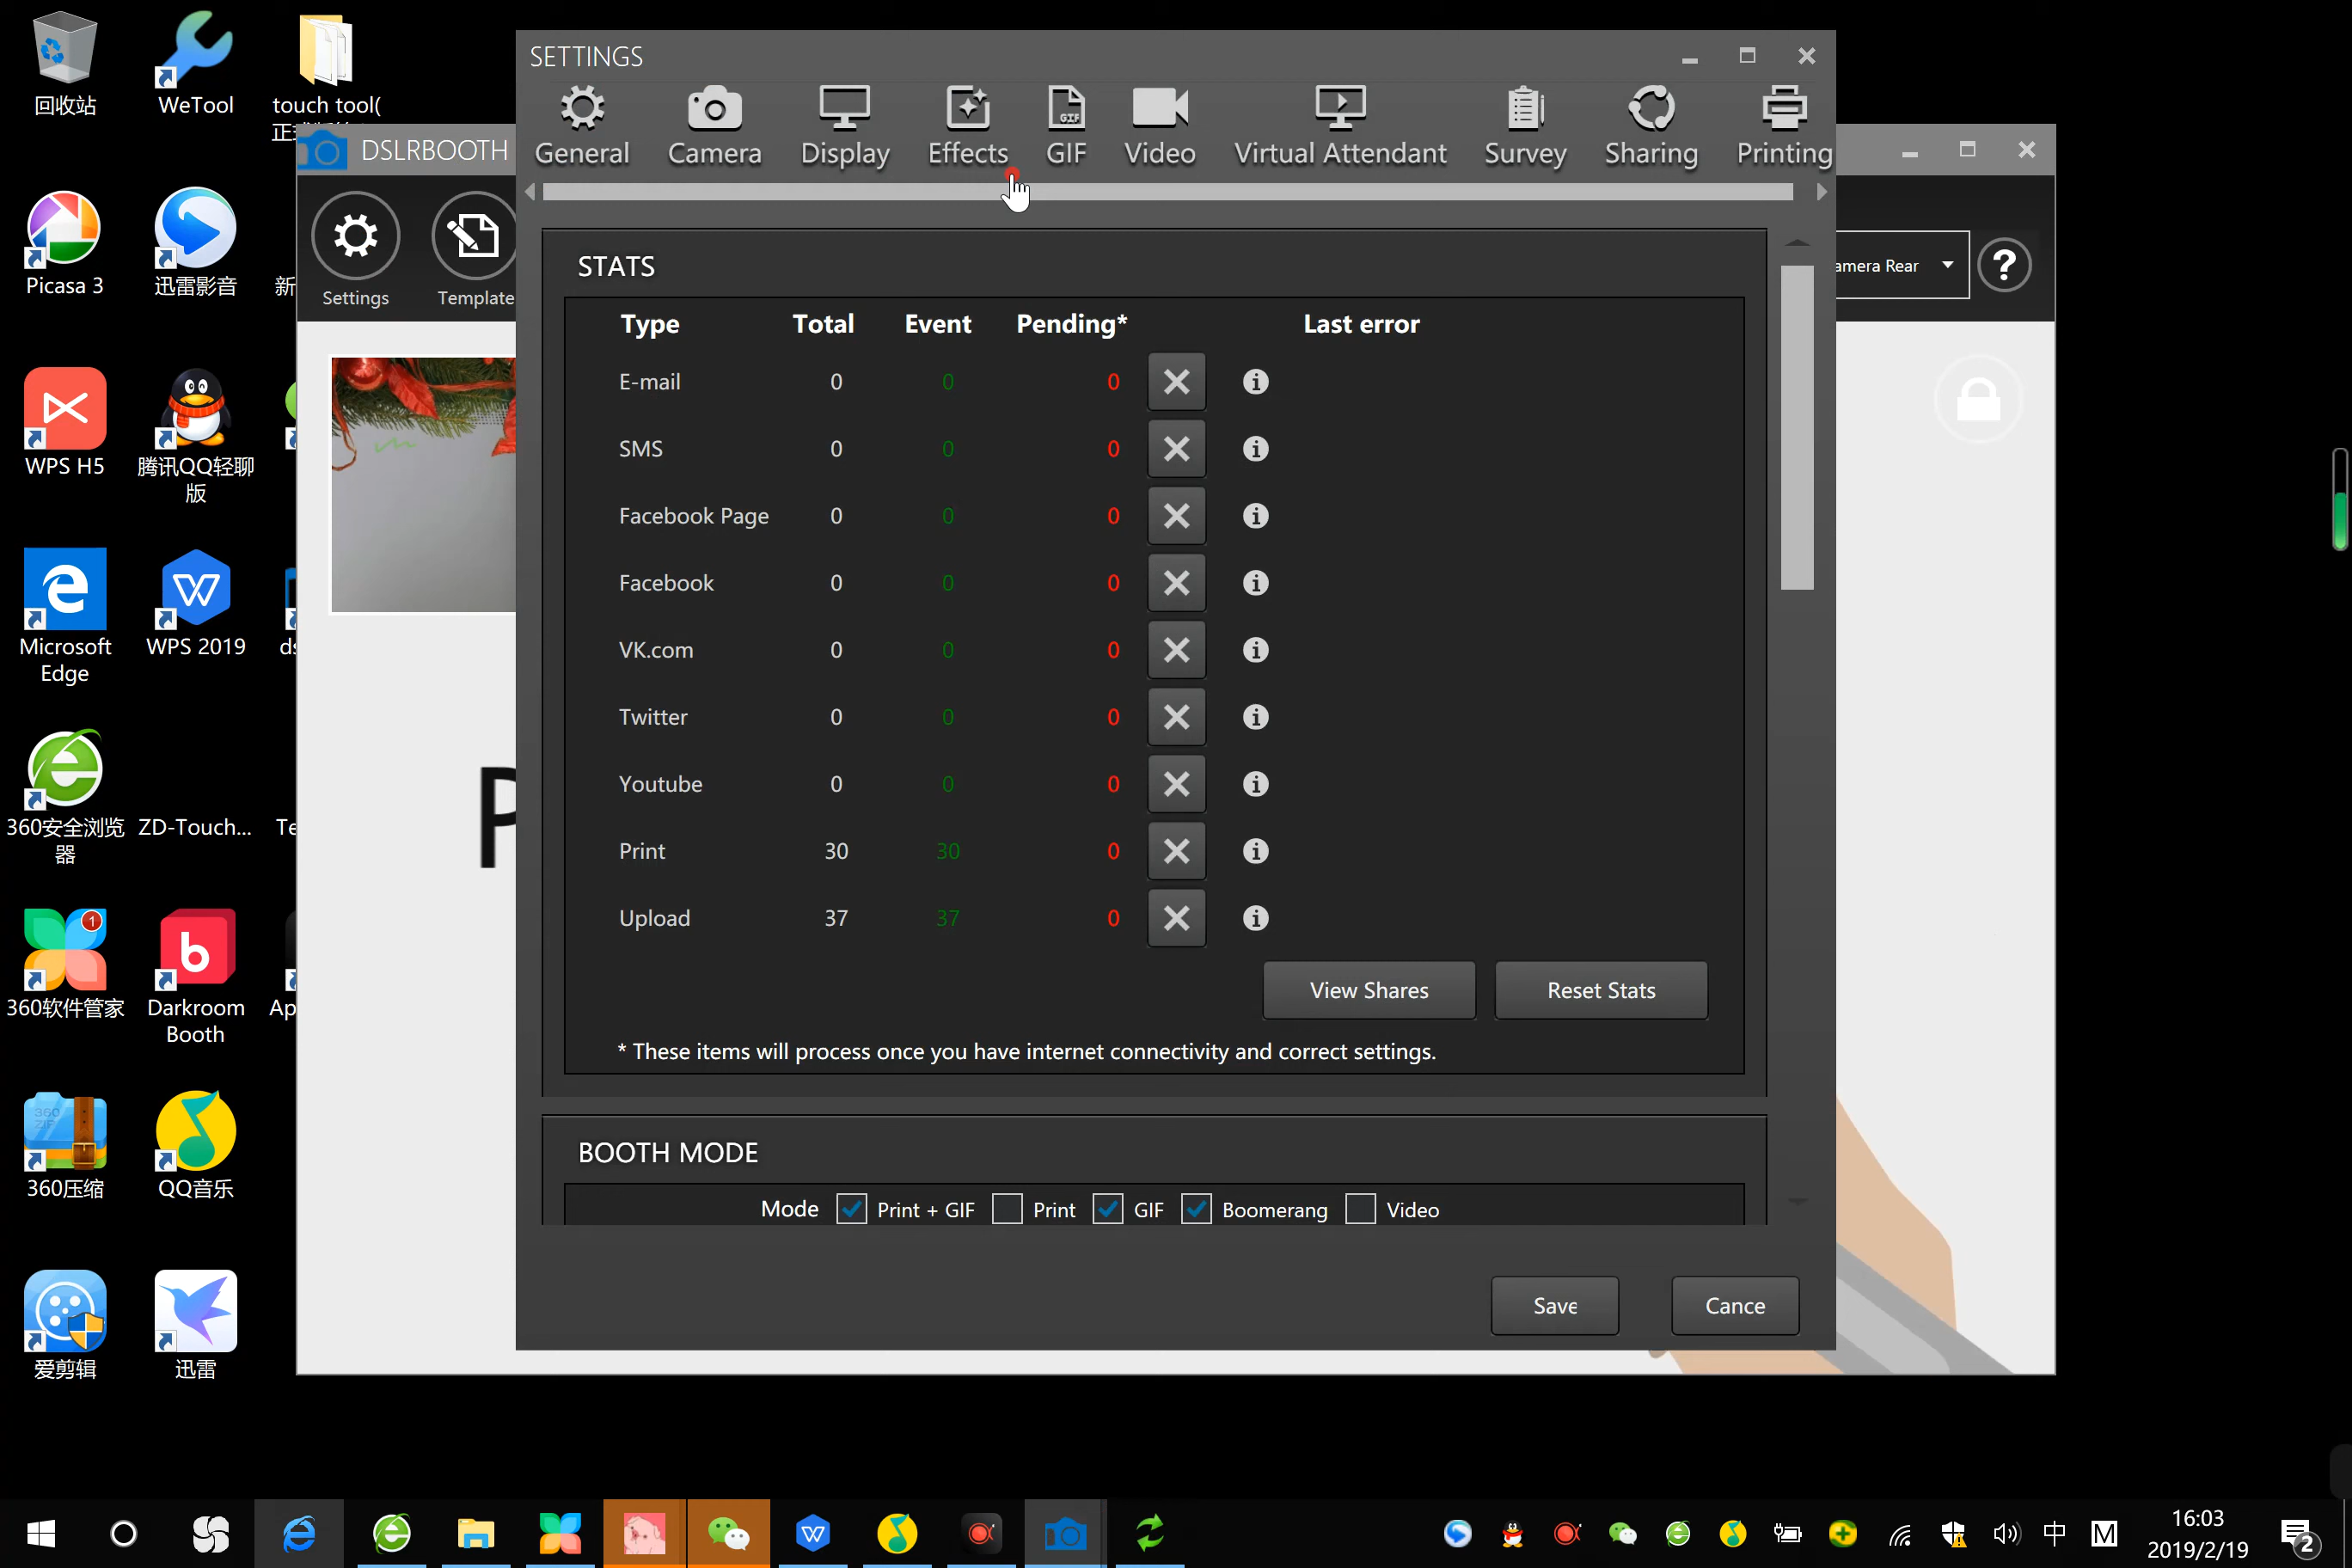 回收站
WeTool
touch tool(
Picasa 3
迅雷影音
新
WPS H5
腾讯QQ轻聊
版
Microsoft
Edge
WPS 2019
ds
360安全浏览
器
ZD-Touch...
Te
360软件管家
1
Darkroom
Booth
Ap
360压缩
QQ音乐
爱剪辑
迅雷
DSLRBOOTH
Settings
Template
P
amera Rear
?
SETTINGS
General
Camera
Display
Effects
GIF
GIF
Video
Virtual Attendant
Survey
Sharing
Printing
STATS
Type Total Event Pending* Last error
E-mail 0 0 0
SMS 0 0 0
Facebook Page 0 0 0
Facebook 0 0 0
VK.com 0 0 0
Twitter 0 0 0
Youtube 0 0 0
Print 30 30 0
Upload 37 37 0
View Shares
Reset Stats
* These items will process once you have internet connectivity and correct settings.
BOOTH MODE
Mode Print + GIF Print GIF Boomerang Video
Save
Cance
中
M
16:03
2019/2/19
2